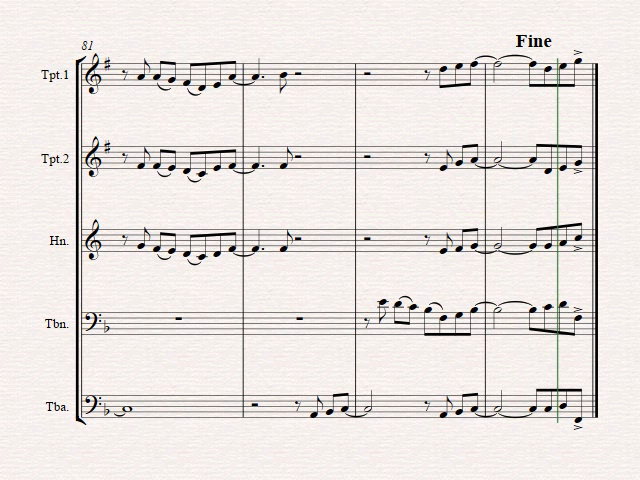 Fine
81
Tpt.1
Tpt.2
Hn.
Tbn.
Tba.